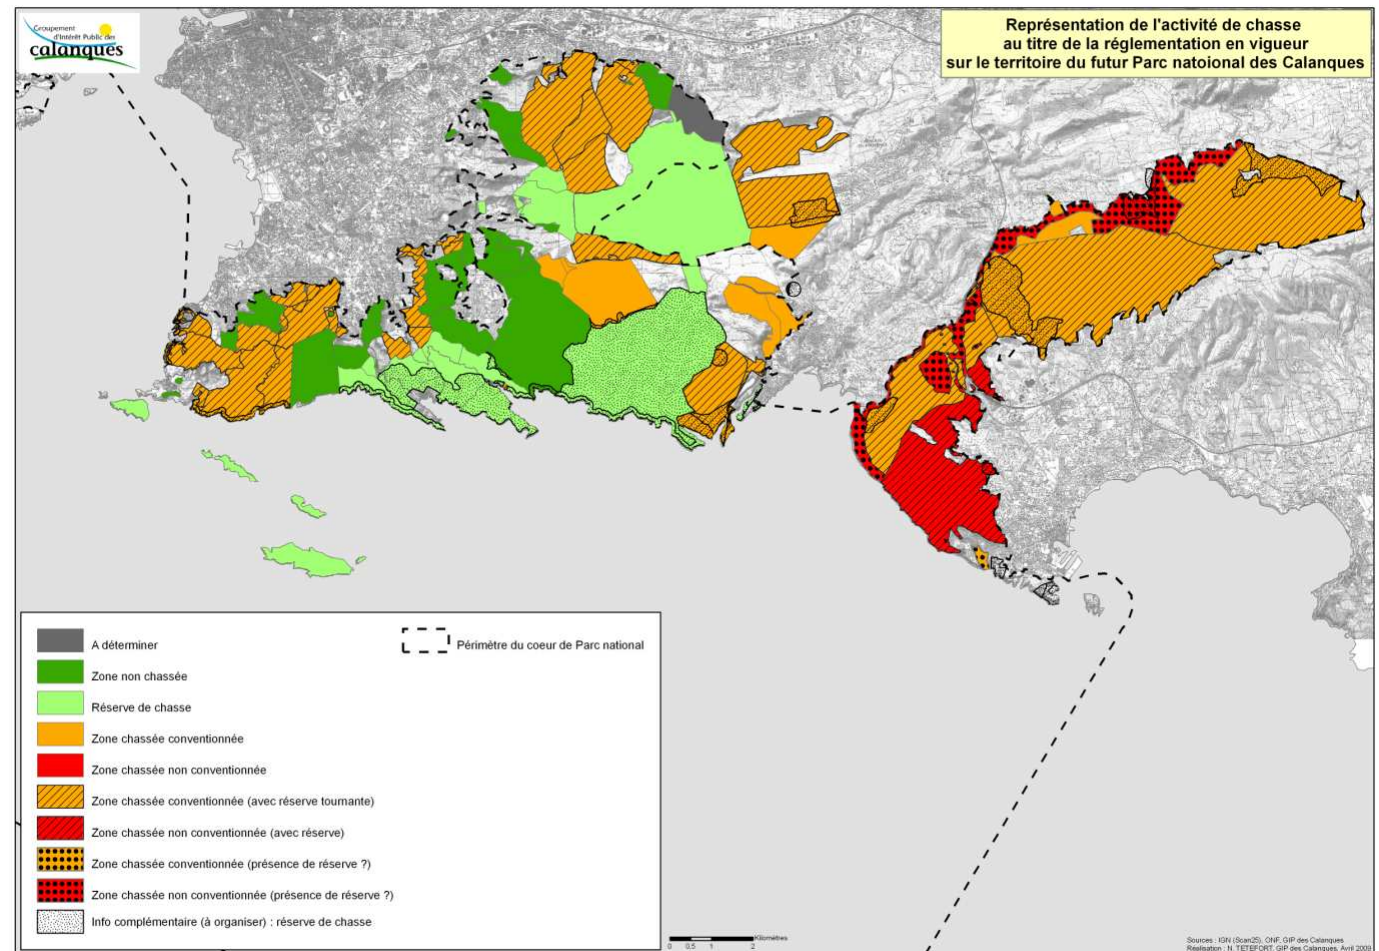 Groupement
d'Intérêt Public des
calanques
Représentation de l'activité de chasse
au titre de la réglementation en vigueur
sur le territoire du futur Parc natoional des Calanques
A déterminer
Périmètre du coeur de Parc national
Zone non chassée
Réserve de chasse
Zone chassée conventionnée
Zone chassée non conventionnée
Zone chassée conventionnée (avec réserve tournante)
Zone chassée non conventionnée (avec réserve)
Zone chassée conventionnée (présence de réserve ?)
Zone chassée non conventionnée (présence de réserve ?)
Info complémentaire (à organiser) : réserve de chasse
Kilomètres
0 0,5 1 2
Sources : IGN (Scan25), ONF, GIP des Calanques
Réalisation : N. TETEFORT, GIP des Calanques, Avril 2009